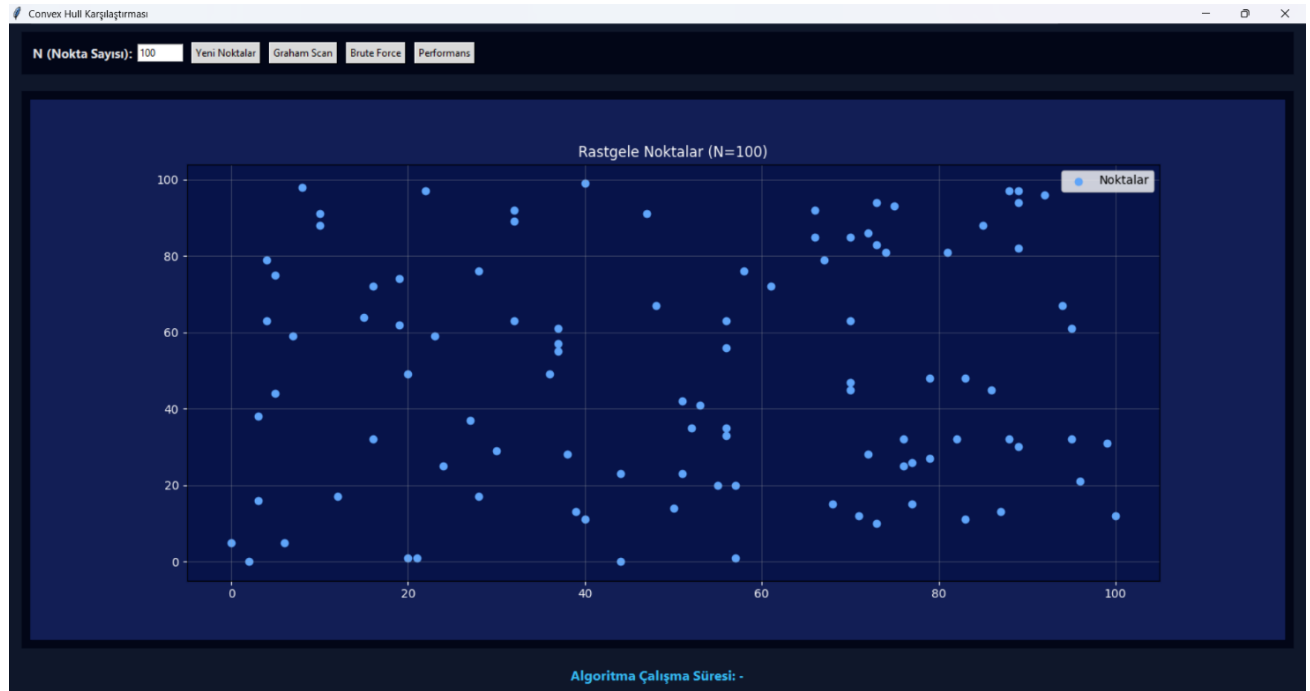 Convex Hull Karşılaştırması
N (Nokta Sayısı): 100 Yeni Noktalar Graham Scan Brute Force Performans
Rastgele Noktalar (N=100)
Noktalar
100
80
60
40
20
0
0 20 40 60 80 100
Algoritma Çalışma Süresi: -